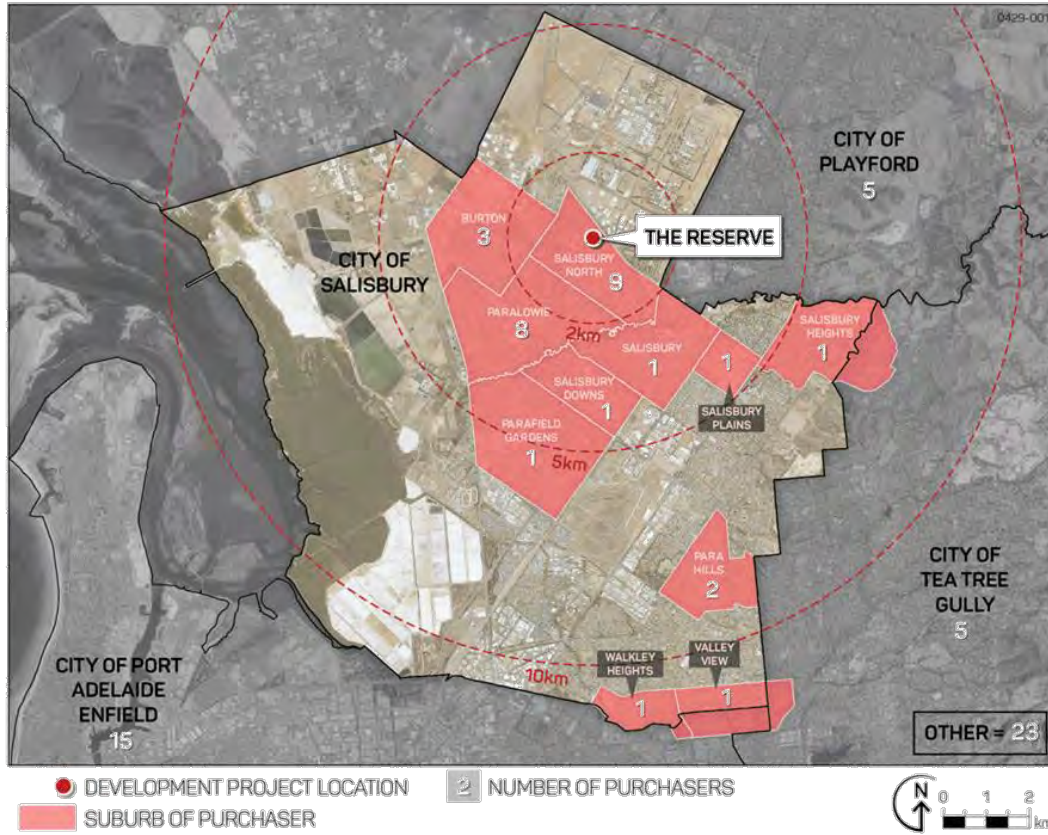 0429-001
CITY OF
PLAYFORD
5
BURTON
3
THE RESERVE
CITY OF
SALISBURY
SALISBURY
NORTH
9
PARALOWIE
8
2km
SALISBURY
HEIGHTS
1
SALISBURY
1
1
SALISBURY
DOWNS
1
SALISBURY
PLAINS
PARAFIELD
GARDENS
1
5km
PARA
HILLS
2
CITY OF
TEA TREE
GULLY
5
CITY OF PORT
ADELAIDE
ENFIELD
15
WALKLEY
HEIGHTS
1
VALLEY
VIEW
1
10km
OTHER = 23
DEVELOPMENT PROJECT LOCATION
2 NUMBER OF PURCHASERS
SUBURB OF PURCHASER
N
0 1 2
km